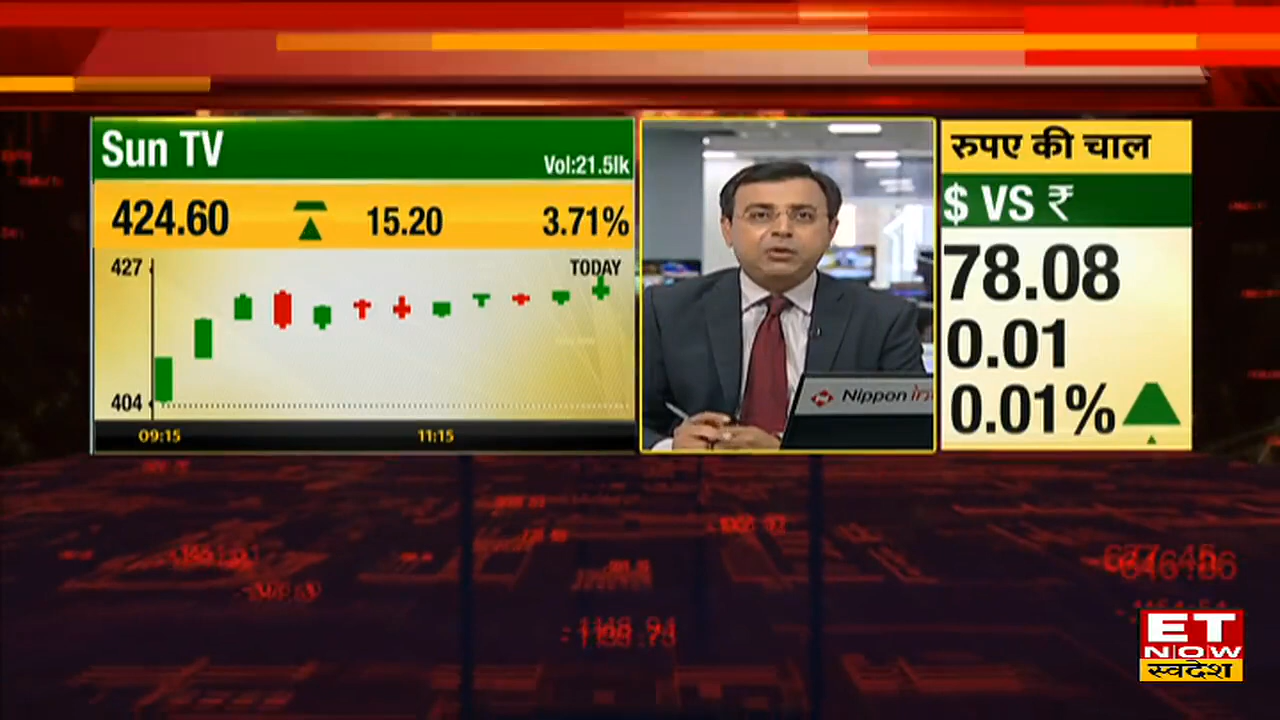 Sun TV
Vol:21.5lk
424.60 15.20 3.71%
427
TODAY
404
09:15 11:15
Nippon in
रुपए की चाल
$ VS ₹
78.08
0.01
0.01%
ET
NOW
स्वदेश